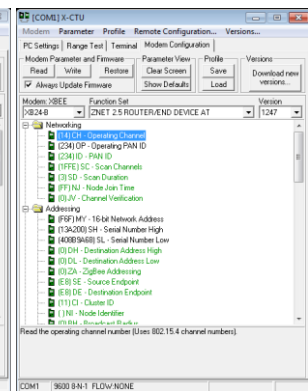 [COM1] X-CTU
Modem Parameter Profile Remote Configuration... Versions...
PC Settings Range Test Terminal Modem Configuration
Modem Parameter and Firmware Parameter View Profile Versions
Read Write Restore Clear Screen Save Download new versions...
Always Update Firmware Show Defaults Load
Modem: XBEE Function Set Version
XB24-B ZNET 2.5 ROUTER/END DEVICE AT 1247
Networking
(14) CH - Operating Channel
(234) OP - Operating PAN ID
(234) ID - PAN ID
(1FFE) SC - Scan Channels
(3) SD - Scan Duration
(FF) NJ - Node Join Time
(0) JV - Channel Verification
Addressing
(F6F) MY - 16-bit Network Address
(13A200) SH - Serial Number High
(408B9A68) SL - Serial Number Low
(0) DH - Destination Address High
(0) DL - Destination Address Low
(0) ZA - ZigBee Addressing
(E8) SE - Source Endpoint
(E8) DE - Destination Endpoint
(11) CI - Cluster ID
( ) NI - Node Identifier
(0) BH - Broadcast Radius
Read the operating channel number (Uses 802.15.4 channel numbers).
COM1 9600 8-N-1 FLOW:NONE